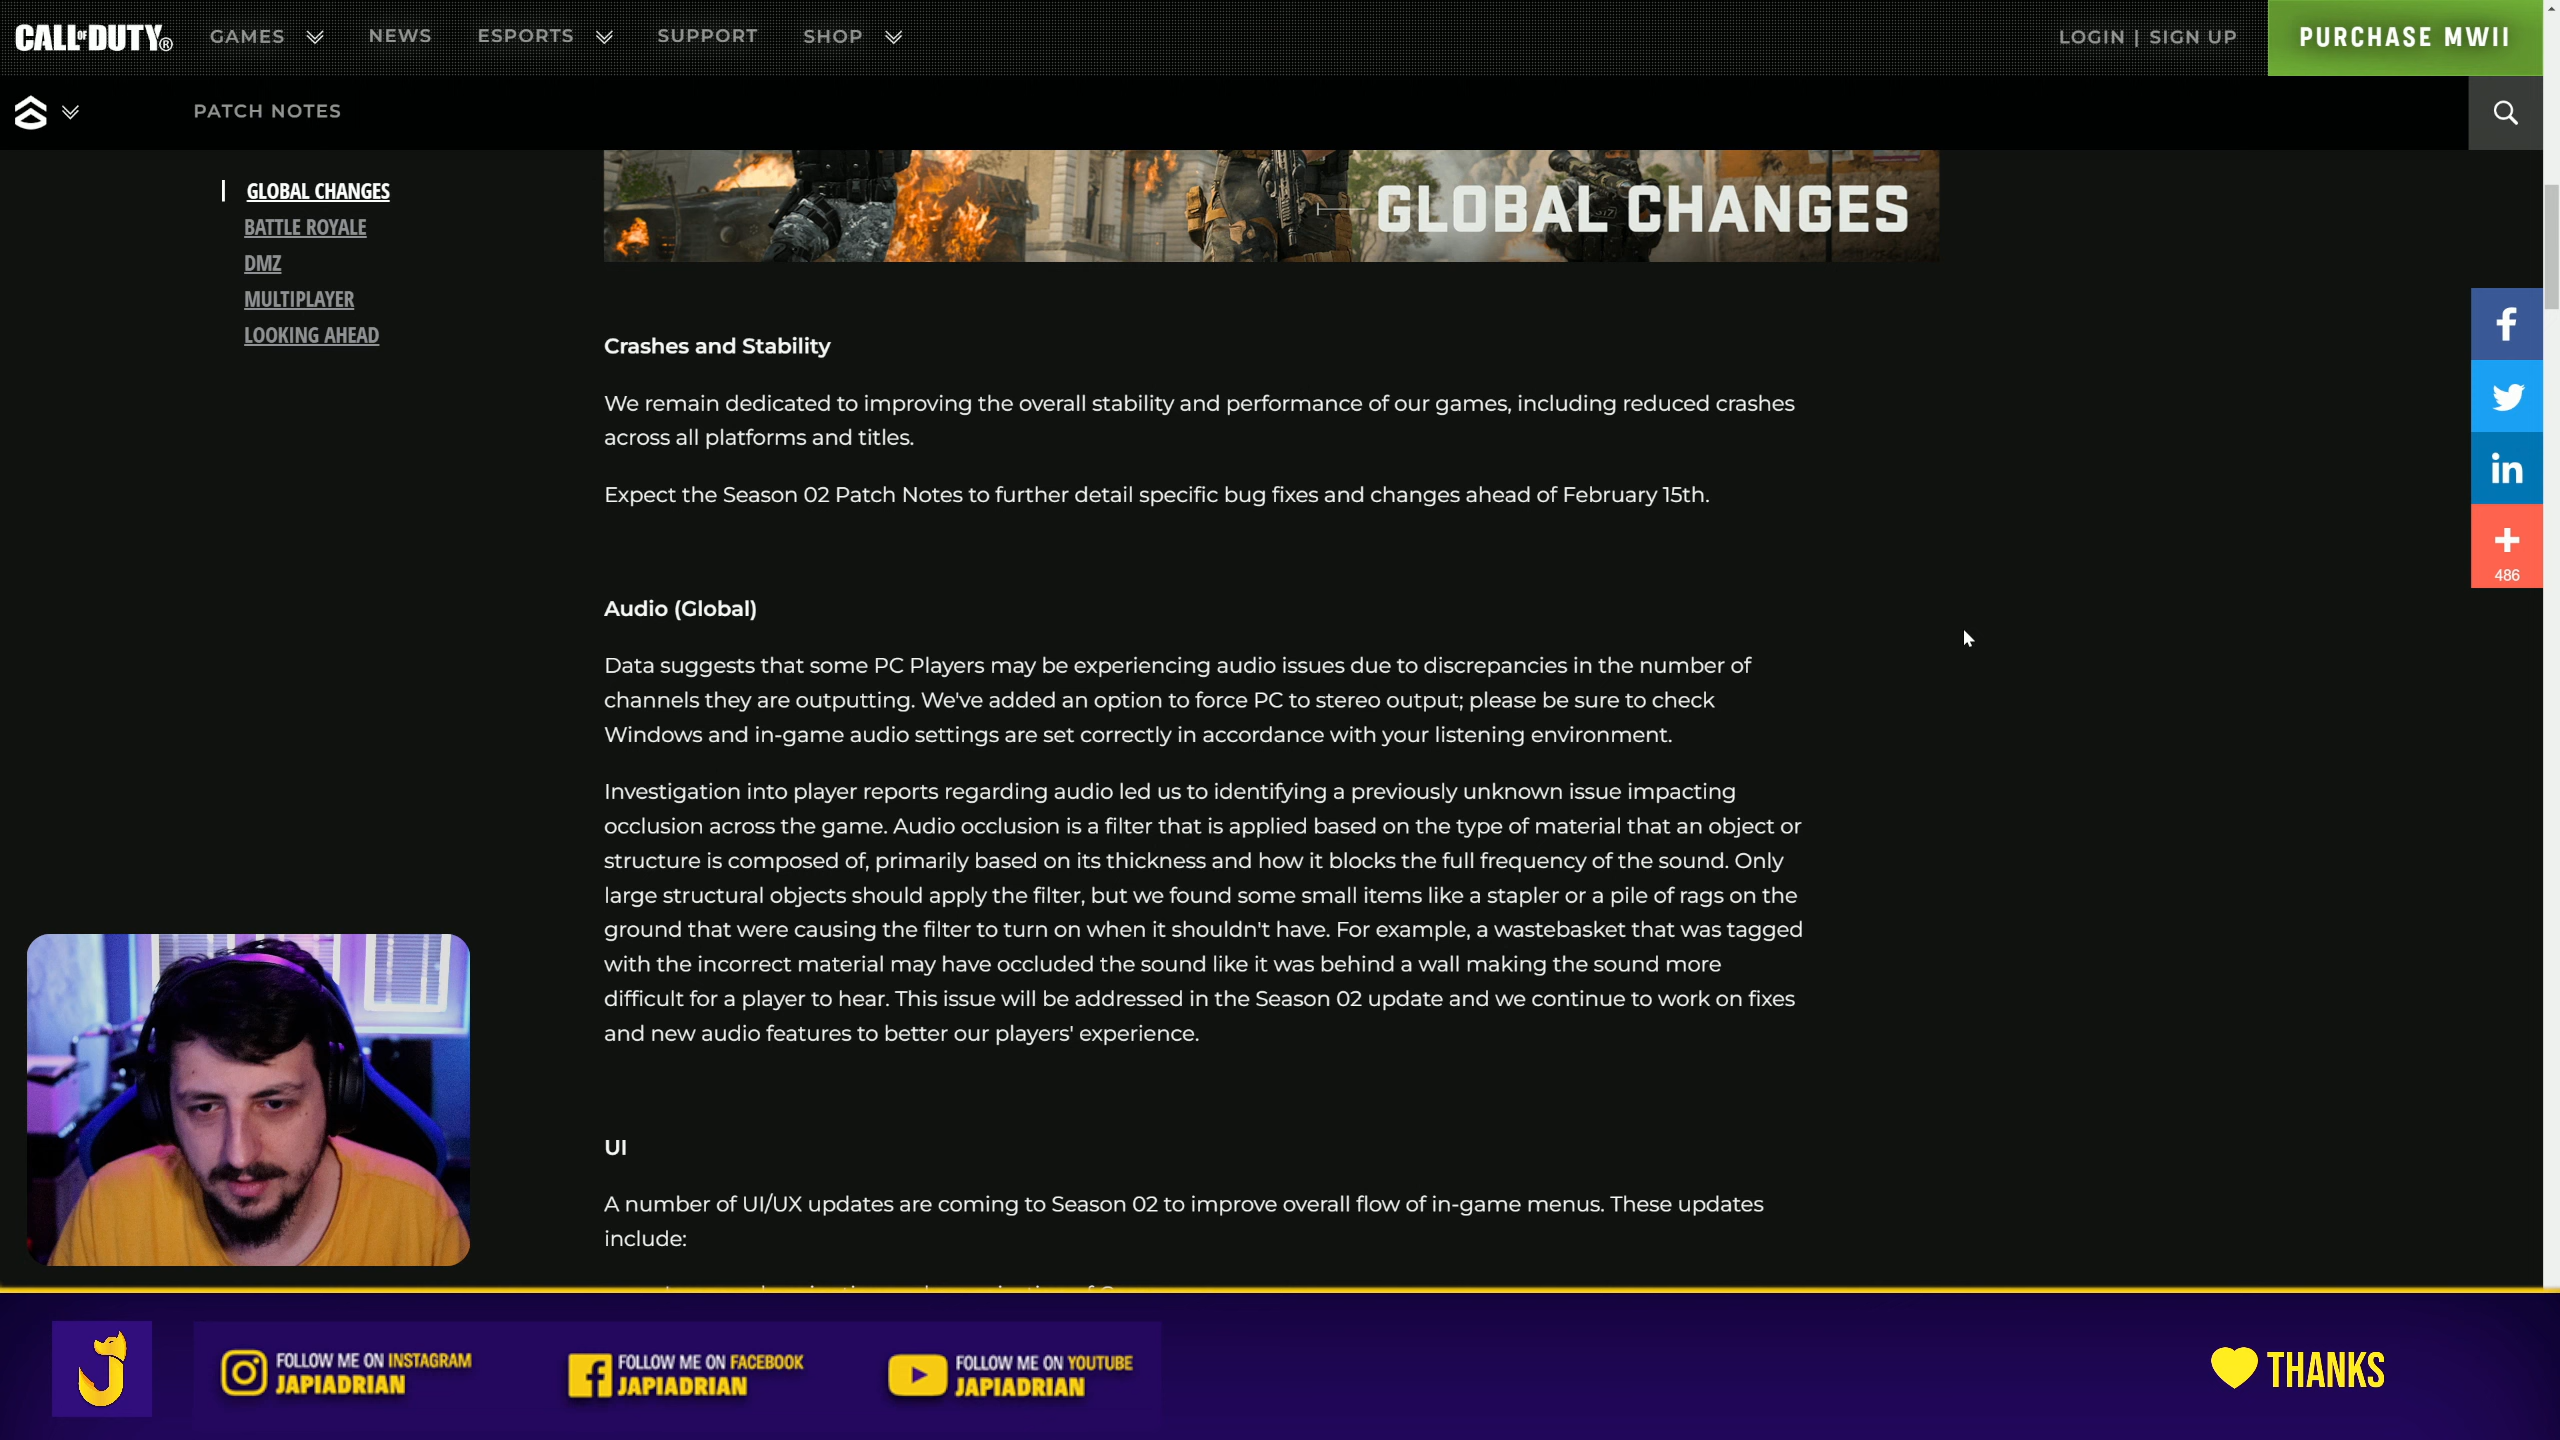 CALL OF DUTY®
GAMES
NEWS
ESPORTS
SUPPORT
SHOP
LOGIN | SIGN UP
PURCHASE MWII
PATCH NOTES
GLOBAL CHANGES
BATTLE ROYALE
DMZ
MULTIPLAYER
LOOKING AHEAD
GLOBAL CHANGES
Crashes and Stability
We remain dedicated to improving the overall stability and performance of our games, including reduced crashes
across all platforms and titles.
Expect the Season 02 Patch Notes to further detail specific bug fixes and changes ahead of February 15th.
Audio (Global)
Data suggests that some PC Players may be experiencing audio issues due to discrepancies in the number of
channels they are outputting. We've added an option to force PC to stereo output; please be sure to check
Windows and in-game audio settings are set correctly in accordance with your listening environment.
Investigation into player reports regarding audio led us to identifying a previously unknown issue impacting
occlusion across the game. Audio occlusion is a filter that is applied based on the type of material that an object or
structure is composed of, primarily based on its thickness and how it blocks the full frequency of the sound. Only
large structural objects should apply the filter, but we found some small items like a stapler or a pile of rags on the
ground that were causing the filter to turn on when it shouldn't have. For example, a wastebasket that was tagged
with the incorrect material may have occluded the sound like it was behind a wall making the sound more
difficult for a player to hear. This issue will be addressed in the Season 02 update and we continue to work on fixes
and new audio features to better our players' experience.
UI
A number of UI/UX updates are coming to Season 02 to improve overall flow of in-game menus. These updates
include:
486
FOLLOW ME ON INSTAGRAM
JAPIADRIAN
FOLLOW ME ON FACEBOOK
JAPIADRIAN
FOLLOW ME ON YOUTUBE
JAPIADRIAN
THANKS